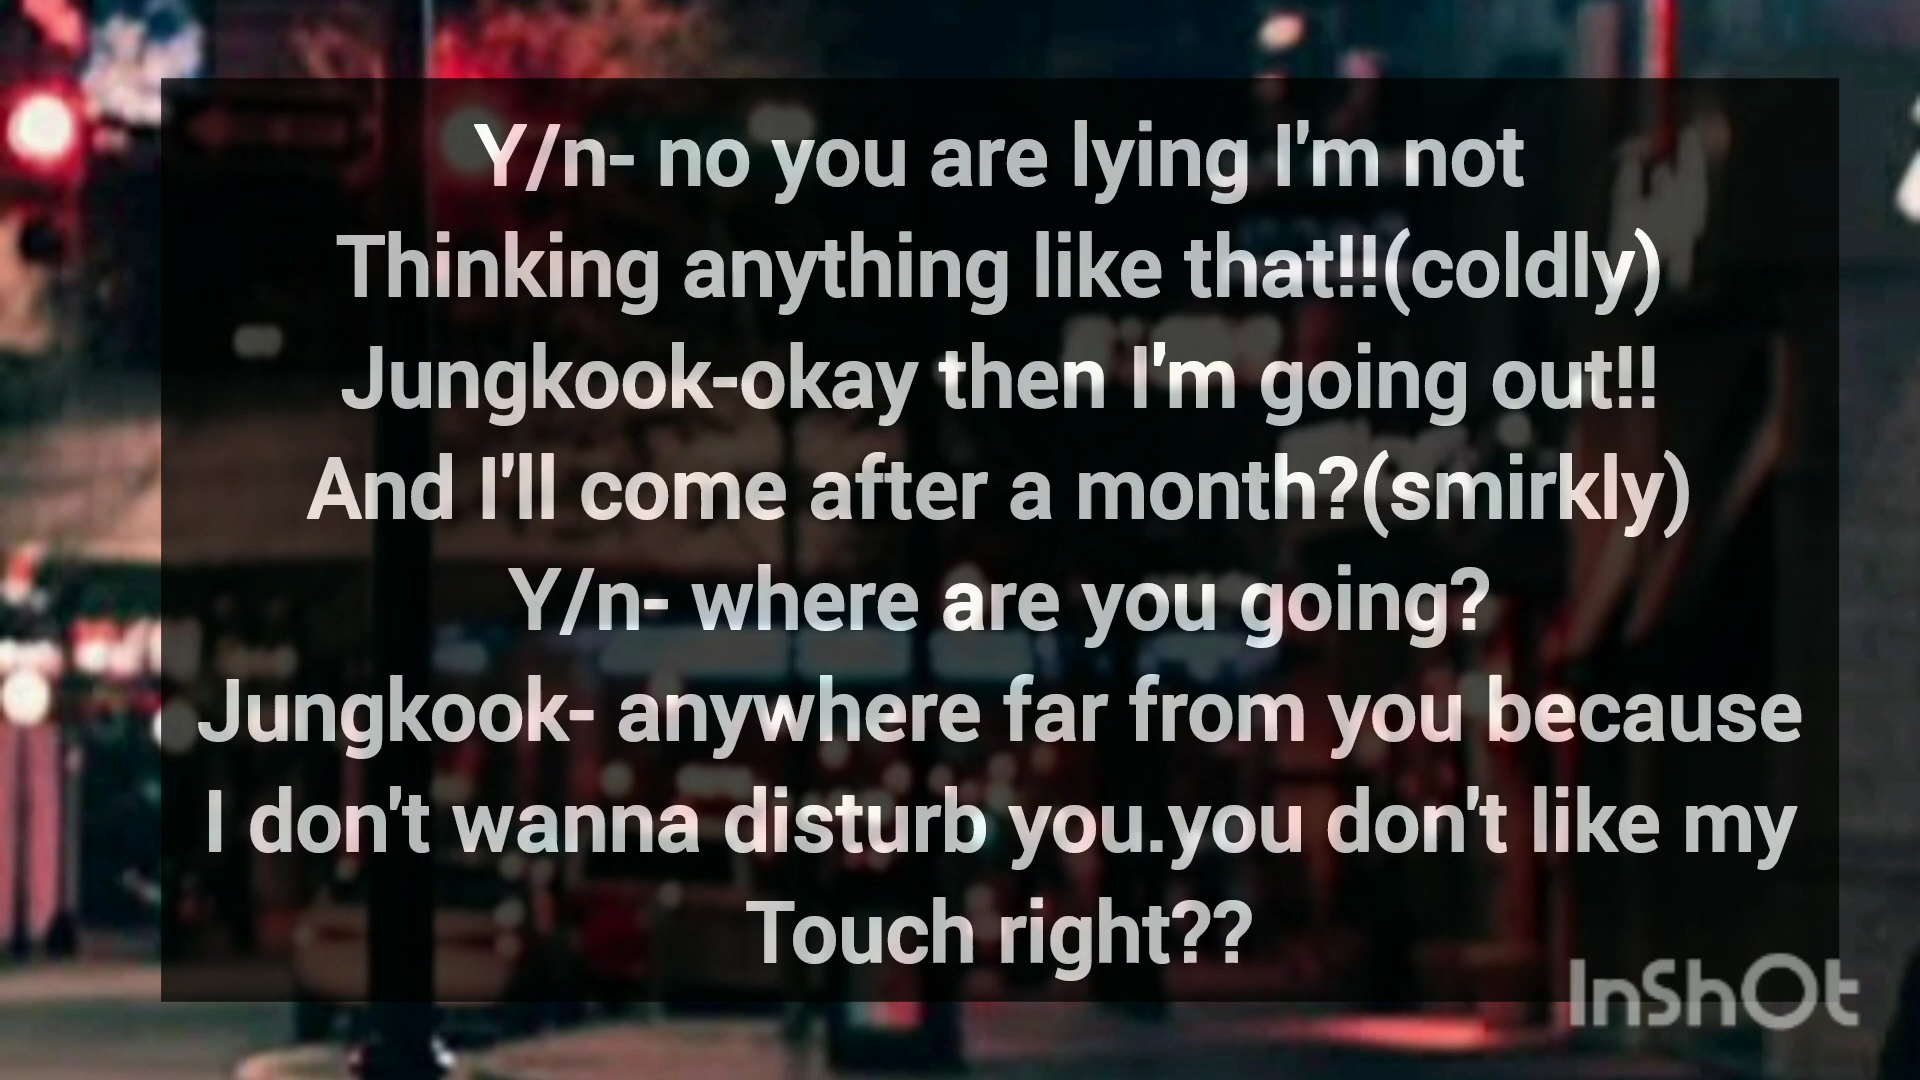 Y/n- no you are lying I'm not
Thinking anything like that!!(coldly)
Jungkook-okay then I'm going out!!
And I'll come after a month?(smirkly)
Y/n- where are you going?
Jungkook- anywhere far from you because
I don't wanna disturb you.you don't like my
Touch right??
InShOt